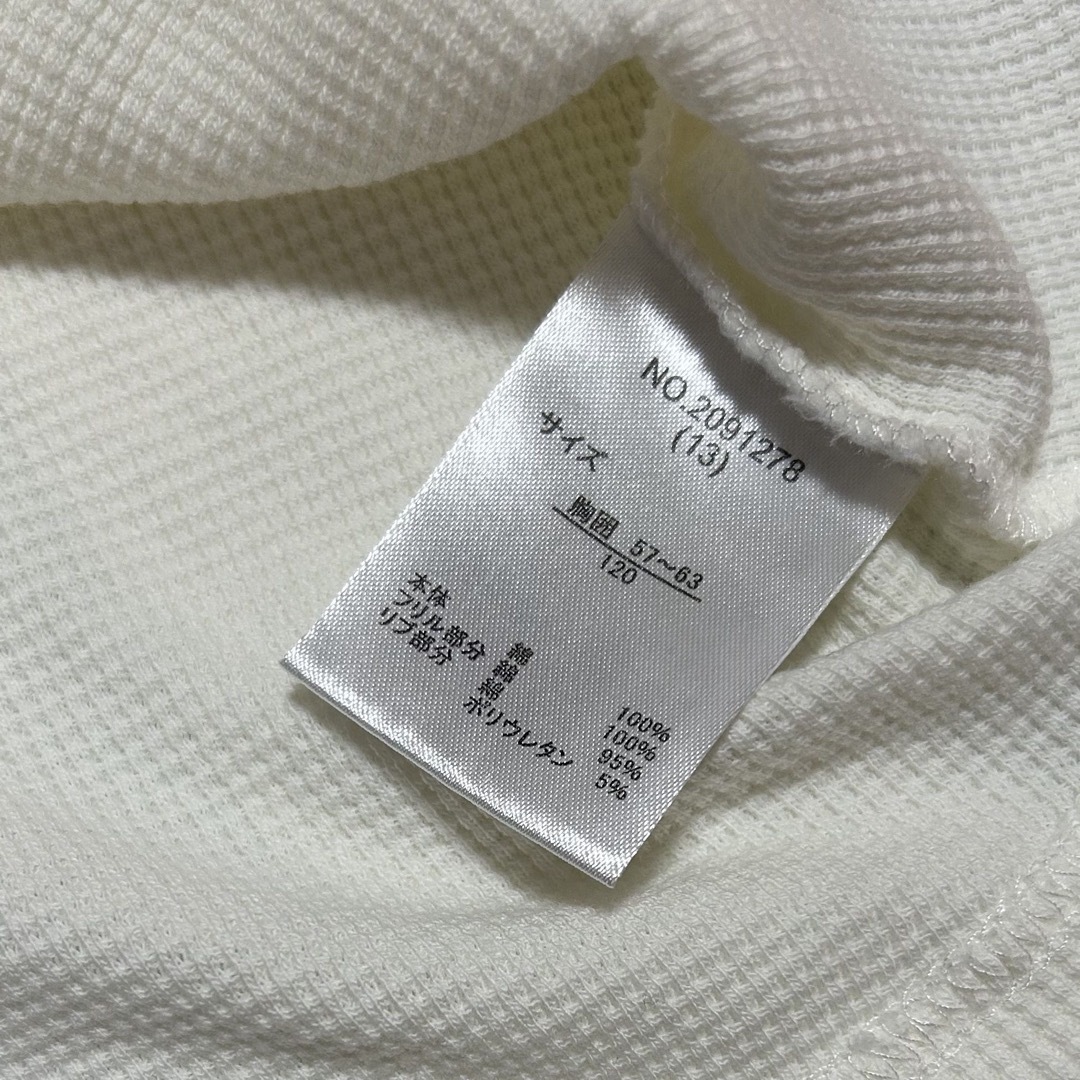 NO.2091278
(13)
サイズ
胸囲 57〜63
120
本体 綿 100%
フリル部分 綿 100%
リブ部分 綿 95%
ポリウレタン 5%